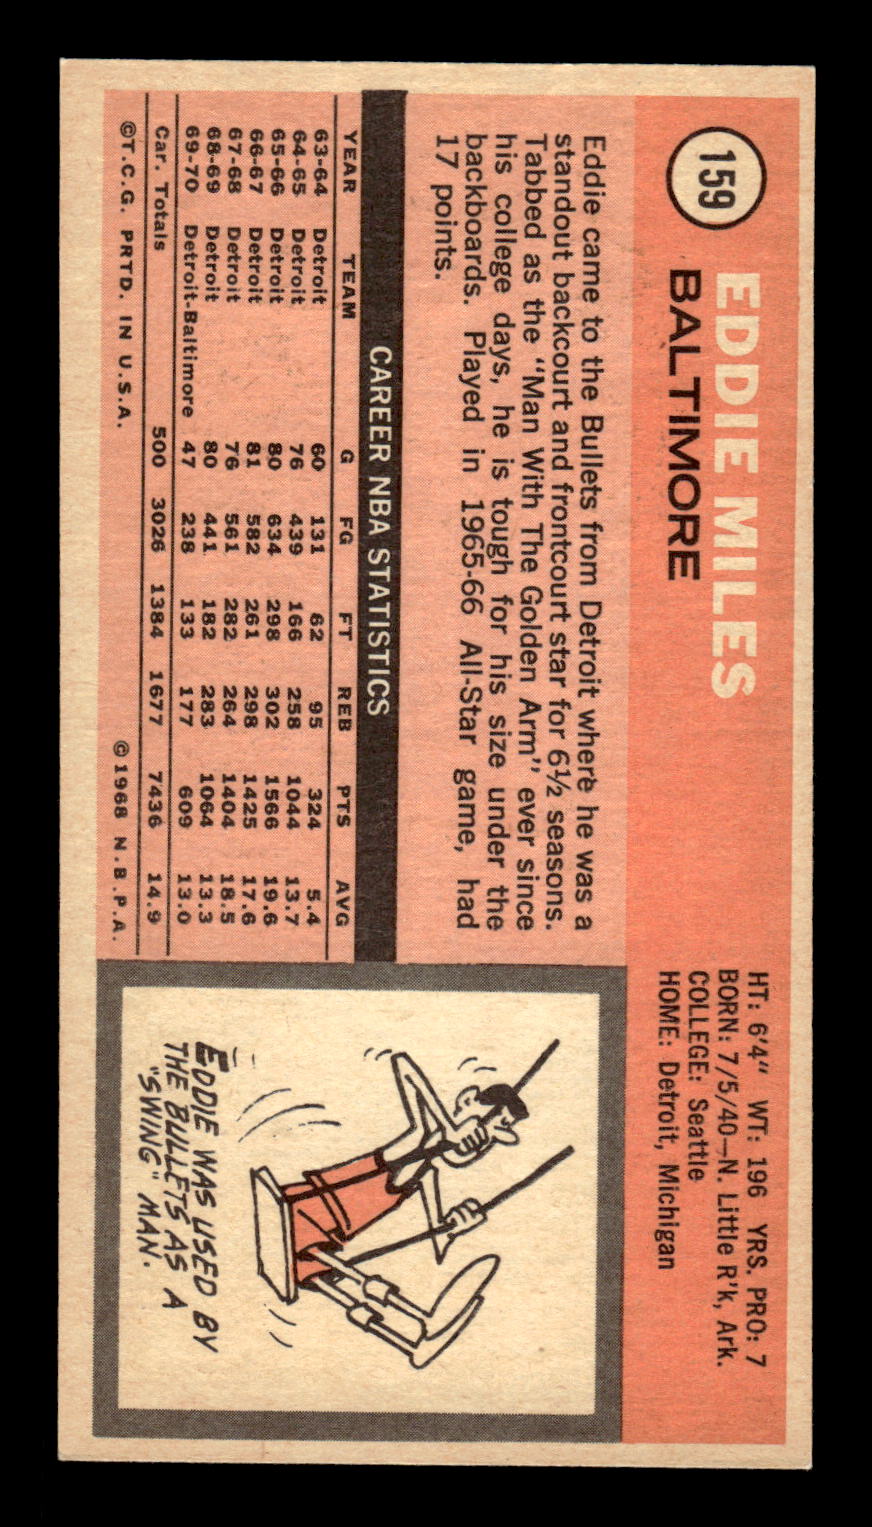 159
EDDIE MILES
BALTIMORE
HT: 6'4" WT: 196 YRS. PRO: 7
BORN: 7/5/40—N. Little R'k, Ark.
COLLEGE: Seattle
HOME: Detroit, Michigan
Eddie came to the Bullets from Detroit where he was a
standout backcourt and frontcourt star for 6½ seasons.
Tabbed as the "Man With The Golden Arm" ever since
his college days, he is tough for his size under the
backboards. Played in 1965-66 All-Star game, had
17 points.
CAREER NBA STATISTICS
YEAR TEAM G FG FT REB PTS AVG
63-64 Detroit 60 131 62 95 324 5.4
64-65 Detroit 76 439 166 258 1044 13.7
65-66 Detroit 80 634 298 302 1566 19.6
66-67 Detroit 81 582 261 298 1425 17.6
67-68 Detroit 76 561 282 264 1404 18.5
68-69 Detroit 80 441 182 283 1064 13.3
69-70 Detroit-Baltimore 47 238 133 177 609 13.0
Car. Totals 500 3026 1384 1677 7436 14.9
©T.C.G. PRTD. IN U.S.A. ©1968 N.B.P.A.
EDDIE WAS USED BY
THE BULLETS AS A
"SWING" MAN.